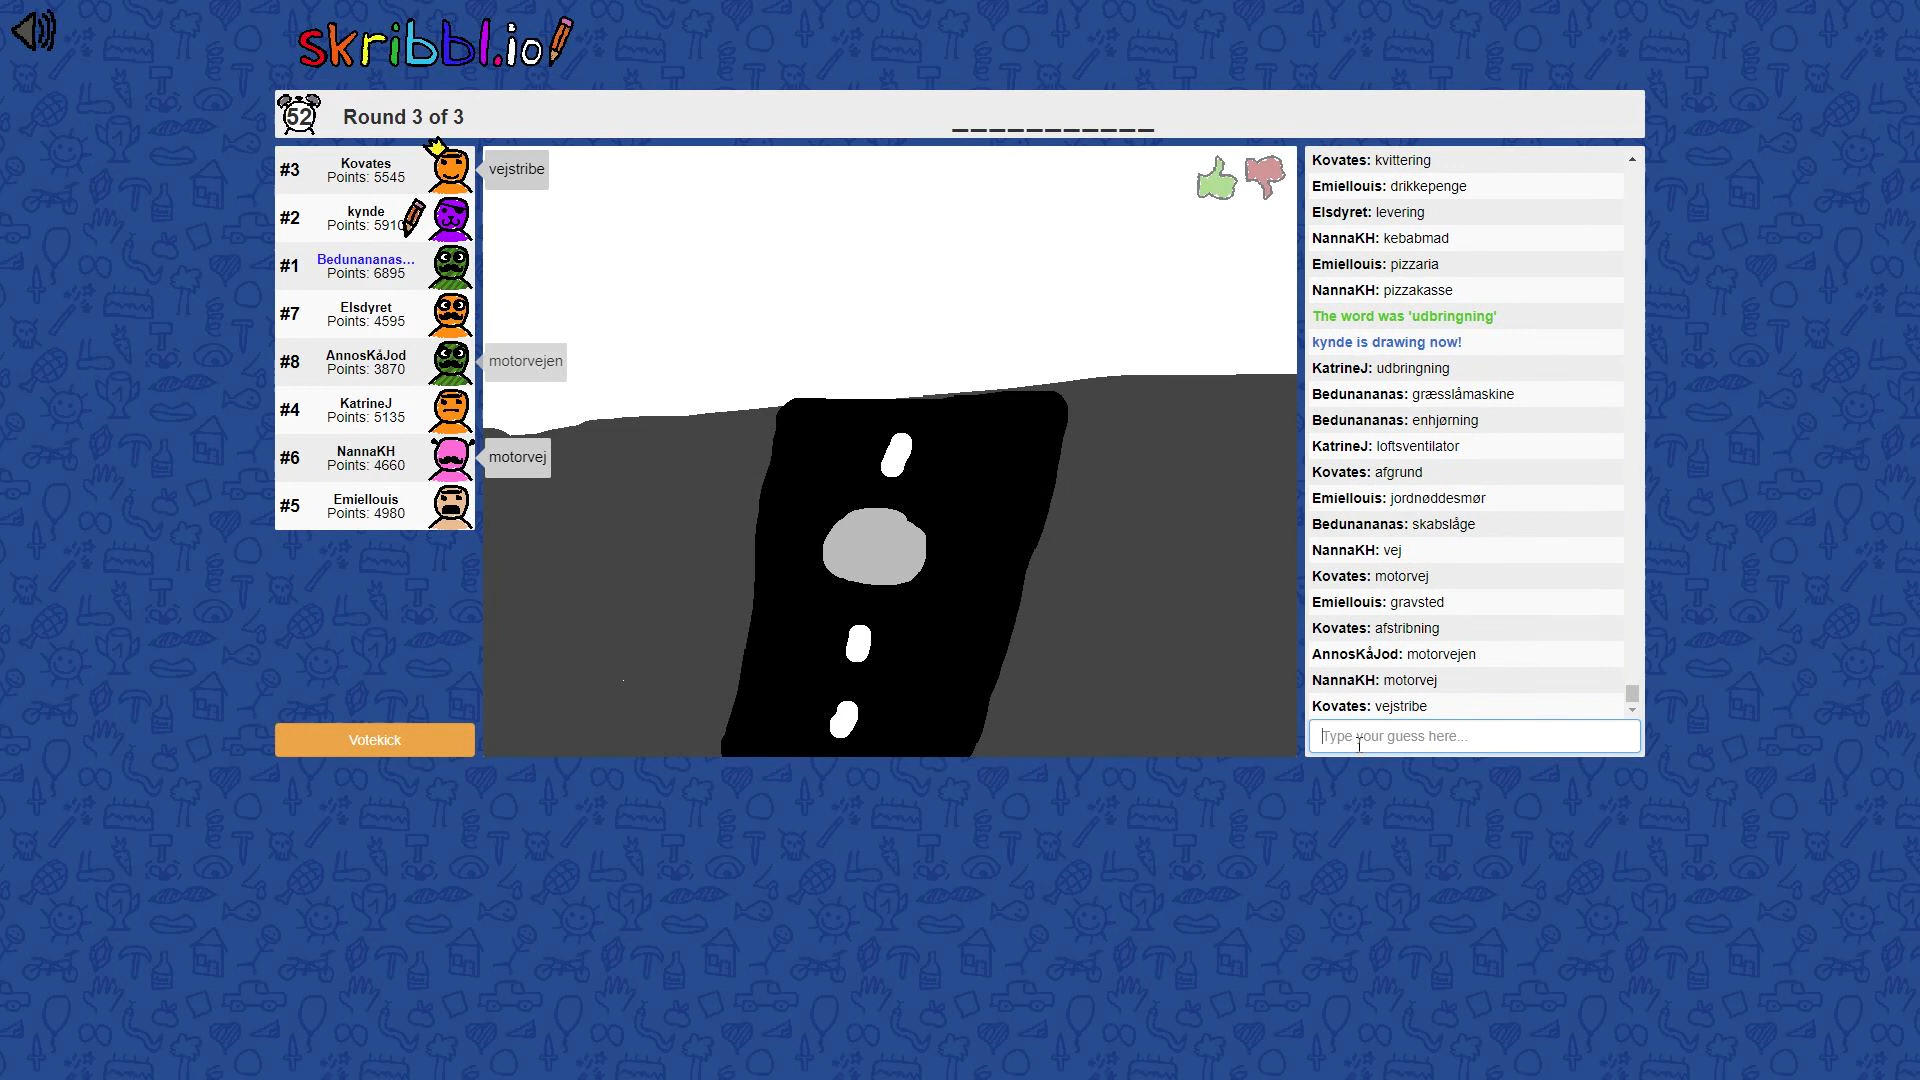 skribbl.io
52
Round 3 of 3
___________
#3
Kovates
Points: 5545
#2
kynde
Points: 5910
#1
Bedunananas...
Points: 6895
#7
Elsdyret
Points: 4595
#8
AnnosKåJod
Points: 3870
#4
KatrineJ
Points: 5135
#6
NannaKH
Points: 4660
#5
Emiellouis
Points: 4980
Votekick
vejstribe
motorvejen
motorvej
Kovates: kvittering
Emiellouis: drikkepenge
Elsdyret: levering
NannaKH: kebabmad
Emiellouis: pizzaria
NannaKH: pizzakasse
The word was 'udbringning'
kynde is drawing now!
KatrineJ: udbringning
Bedunananas: græsslåmaskine
Bedunananas: enhjørning
KatrineJ: loftsventilator
Kovates: afgrund
Emiellouis: jordnøddesmør
Bedunananas: skabslåge
NannaKH: vej
Kovates: motorvej
Emiellouis: gravsted
Kovates: afstribning
AnnosKåJod: motorvejen
NannaKH: motorvej
Kovates: vejstribe
Type your guess here...